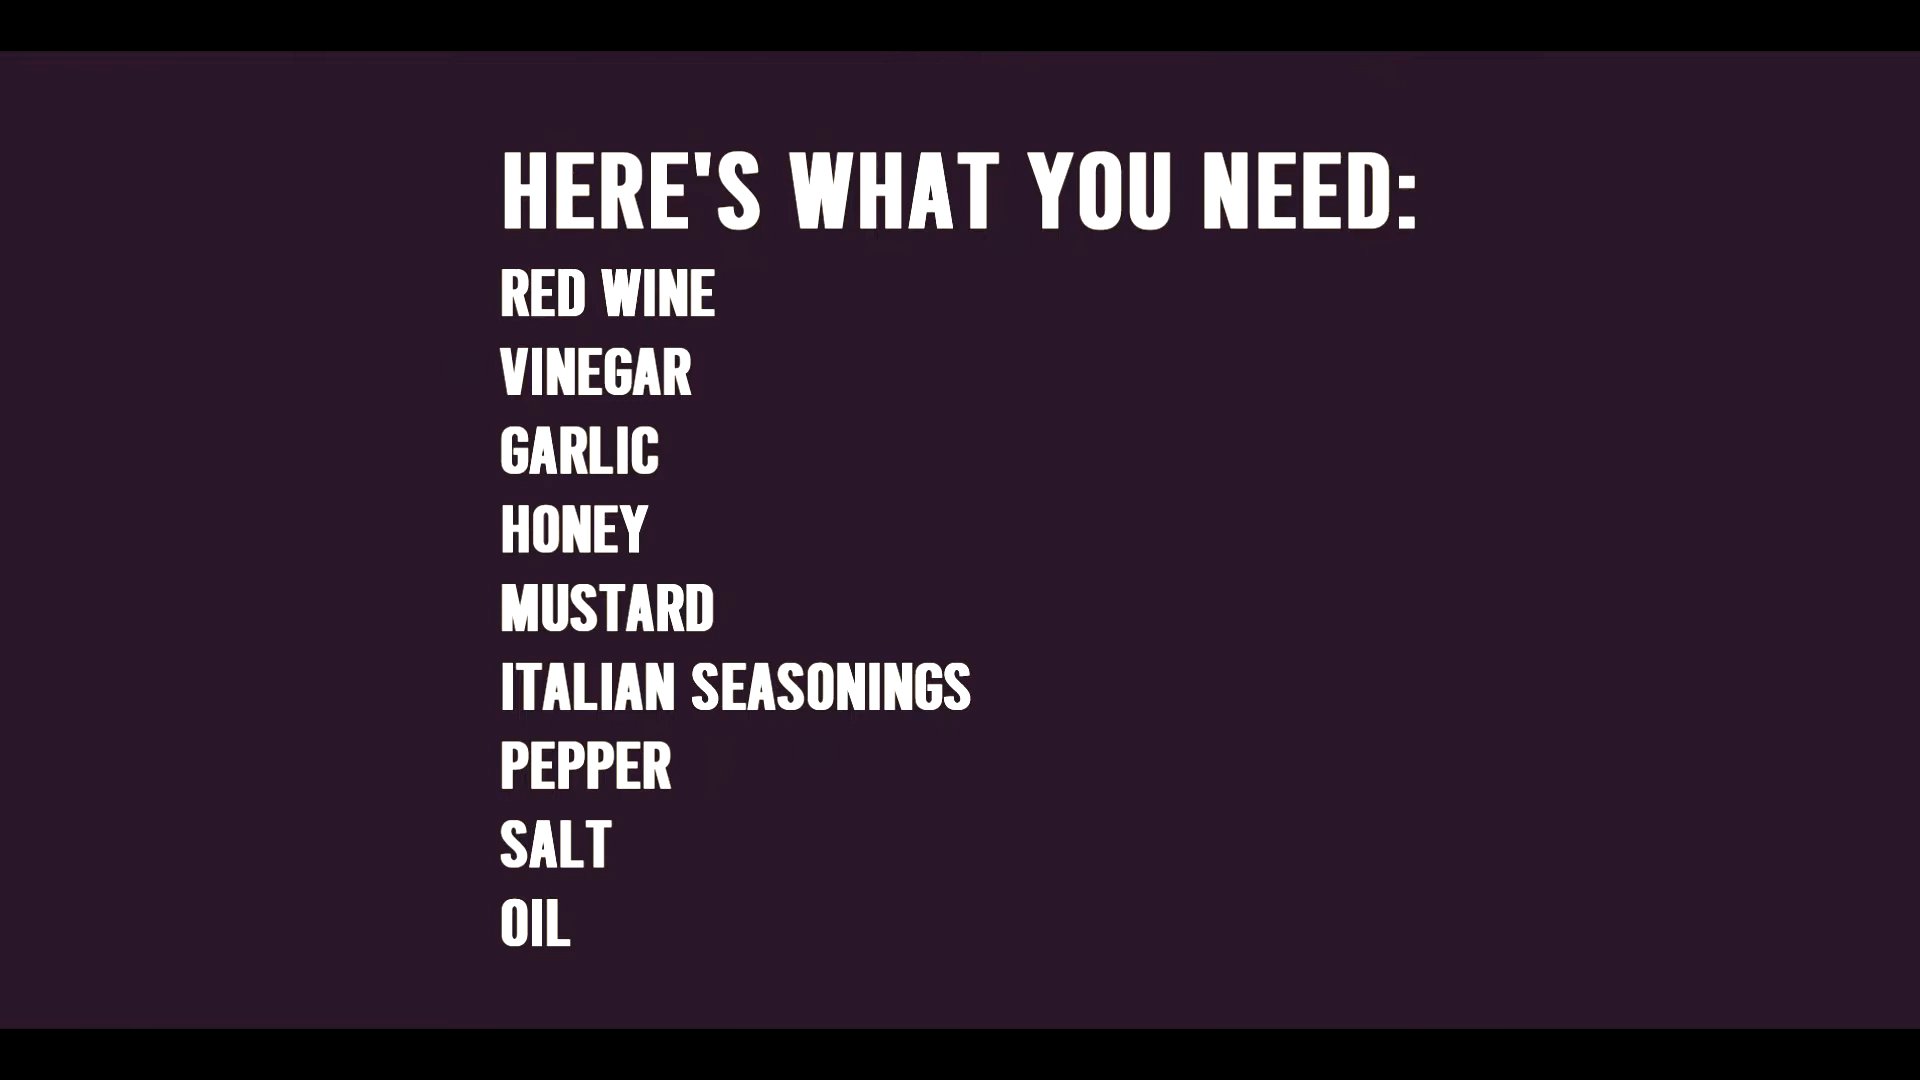 HERE'S WHAT YOU NEED:
RED WINE
VINEGAR
GARLIC
HONEY
MUSTARD
ITALIAN SEASONINGS
PEPPER
SALT
OIL